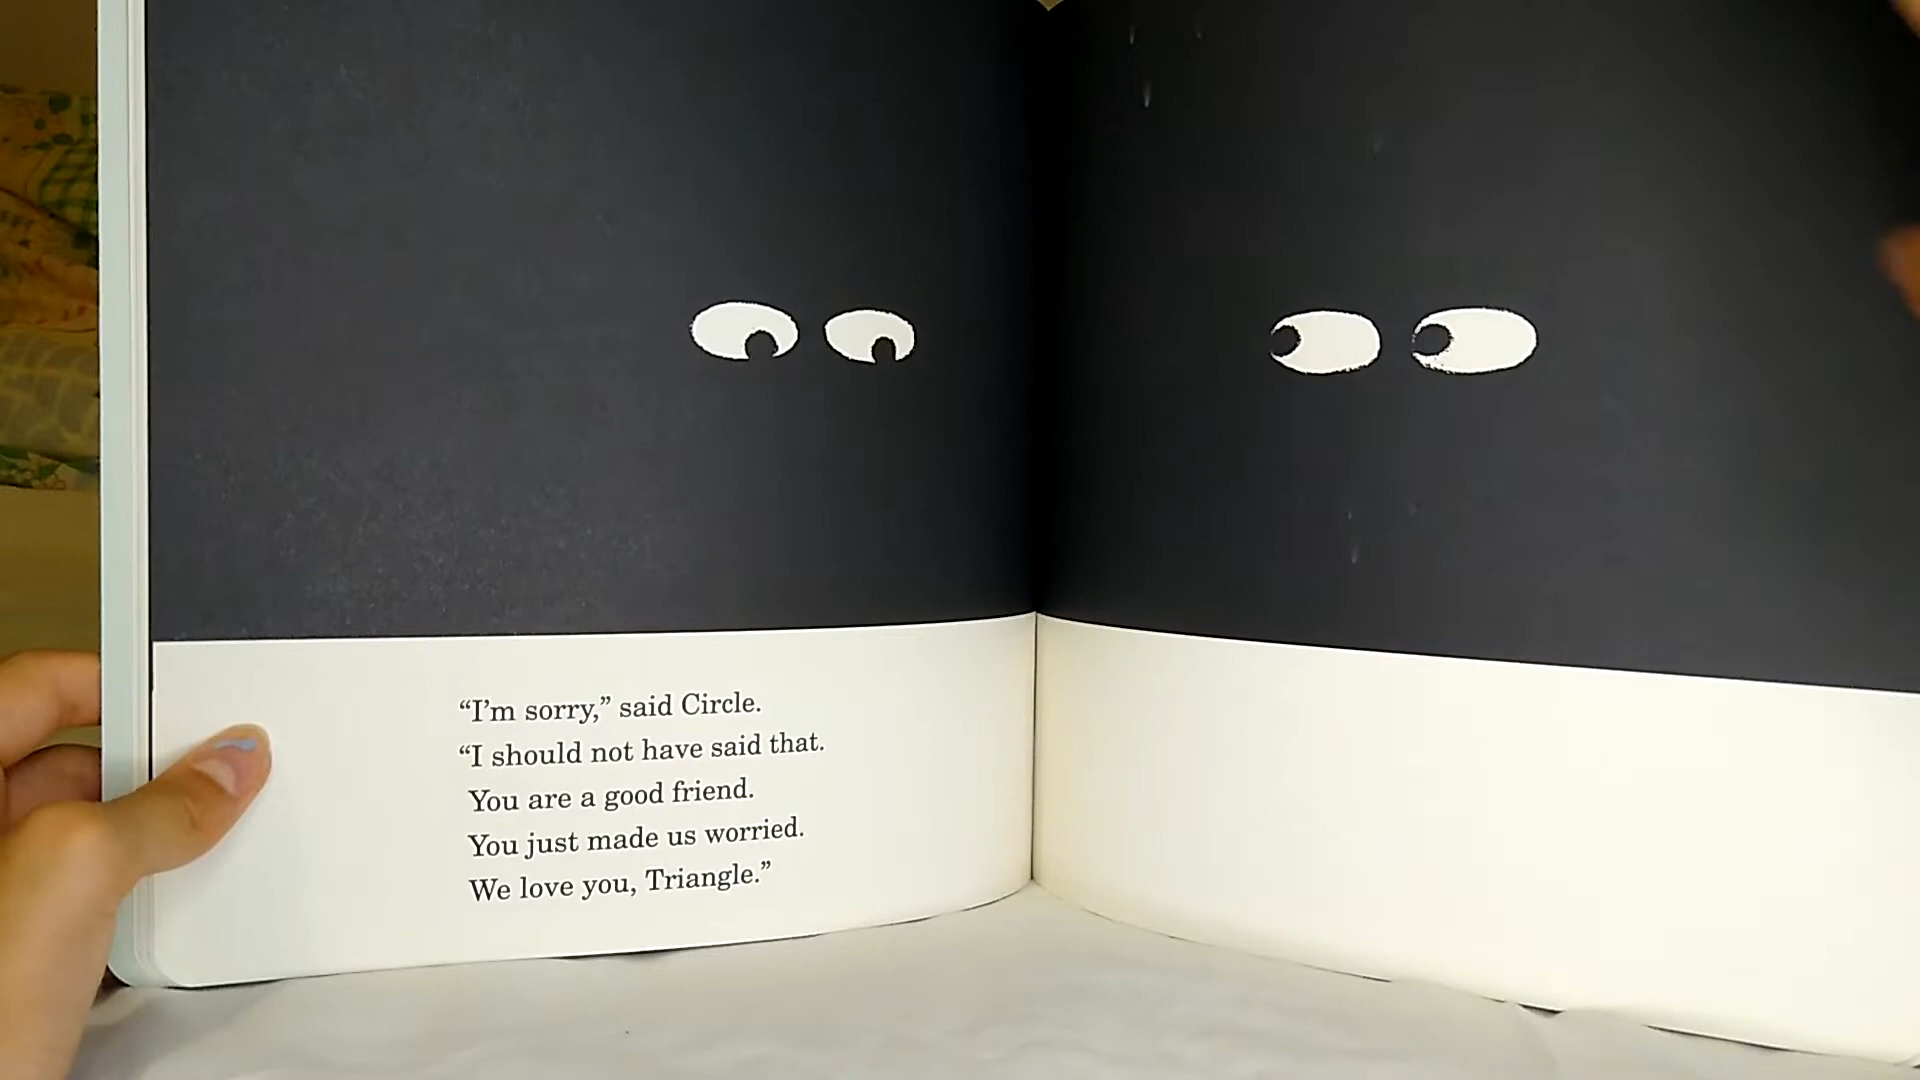 “I’m sorry,” said Circle.
“I should not have said that.
You are a good friend.
You just made us worried.
We love you, Triangle.”